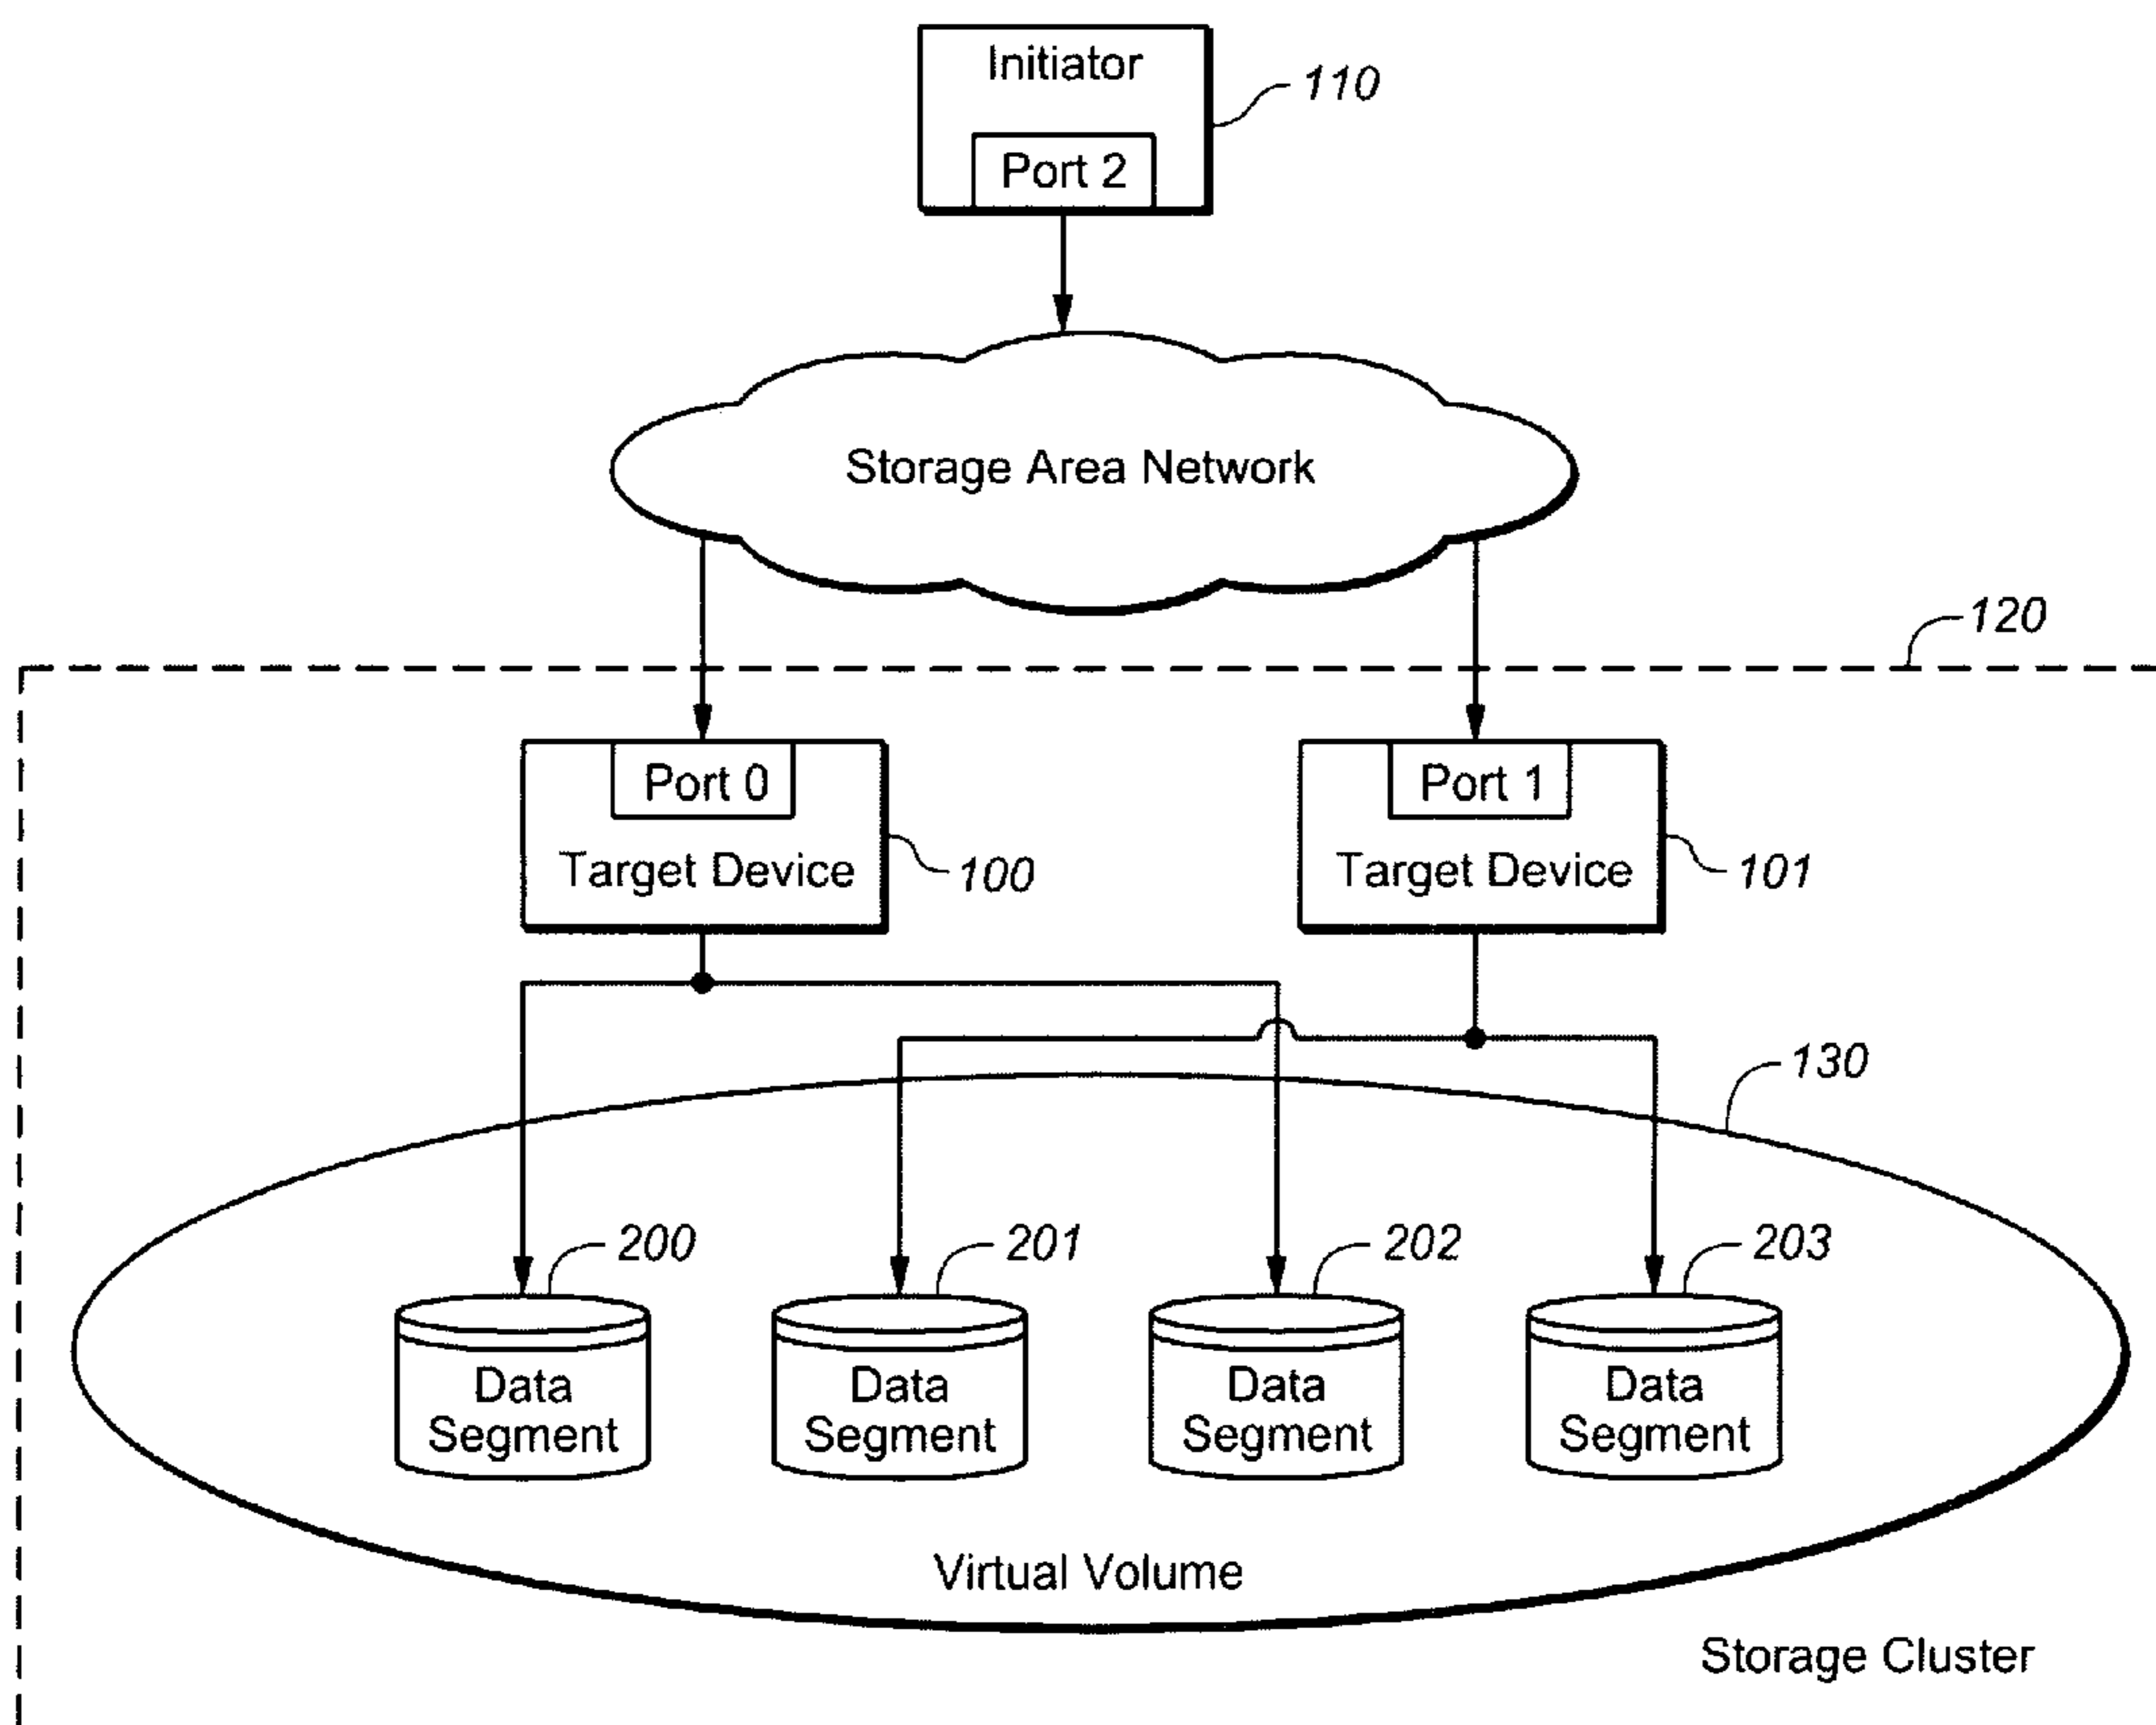 Initiator
110
Port 2
Storage Area Network
120
Port 0
Port 1
Target Device
100
Target Device
101
130
200
201
202
203
Data
Segment
Data
Segment
Data
Segment
Data
Segment
Virtual Volume
Storage Cluster